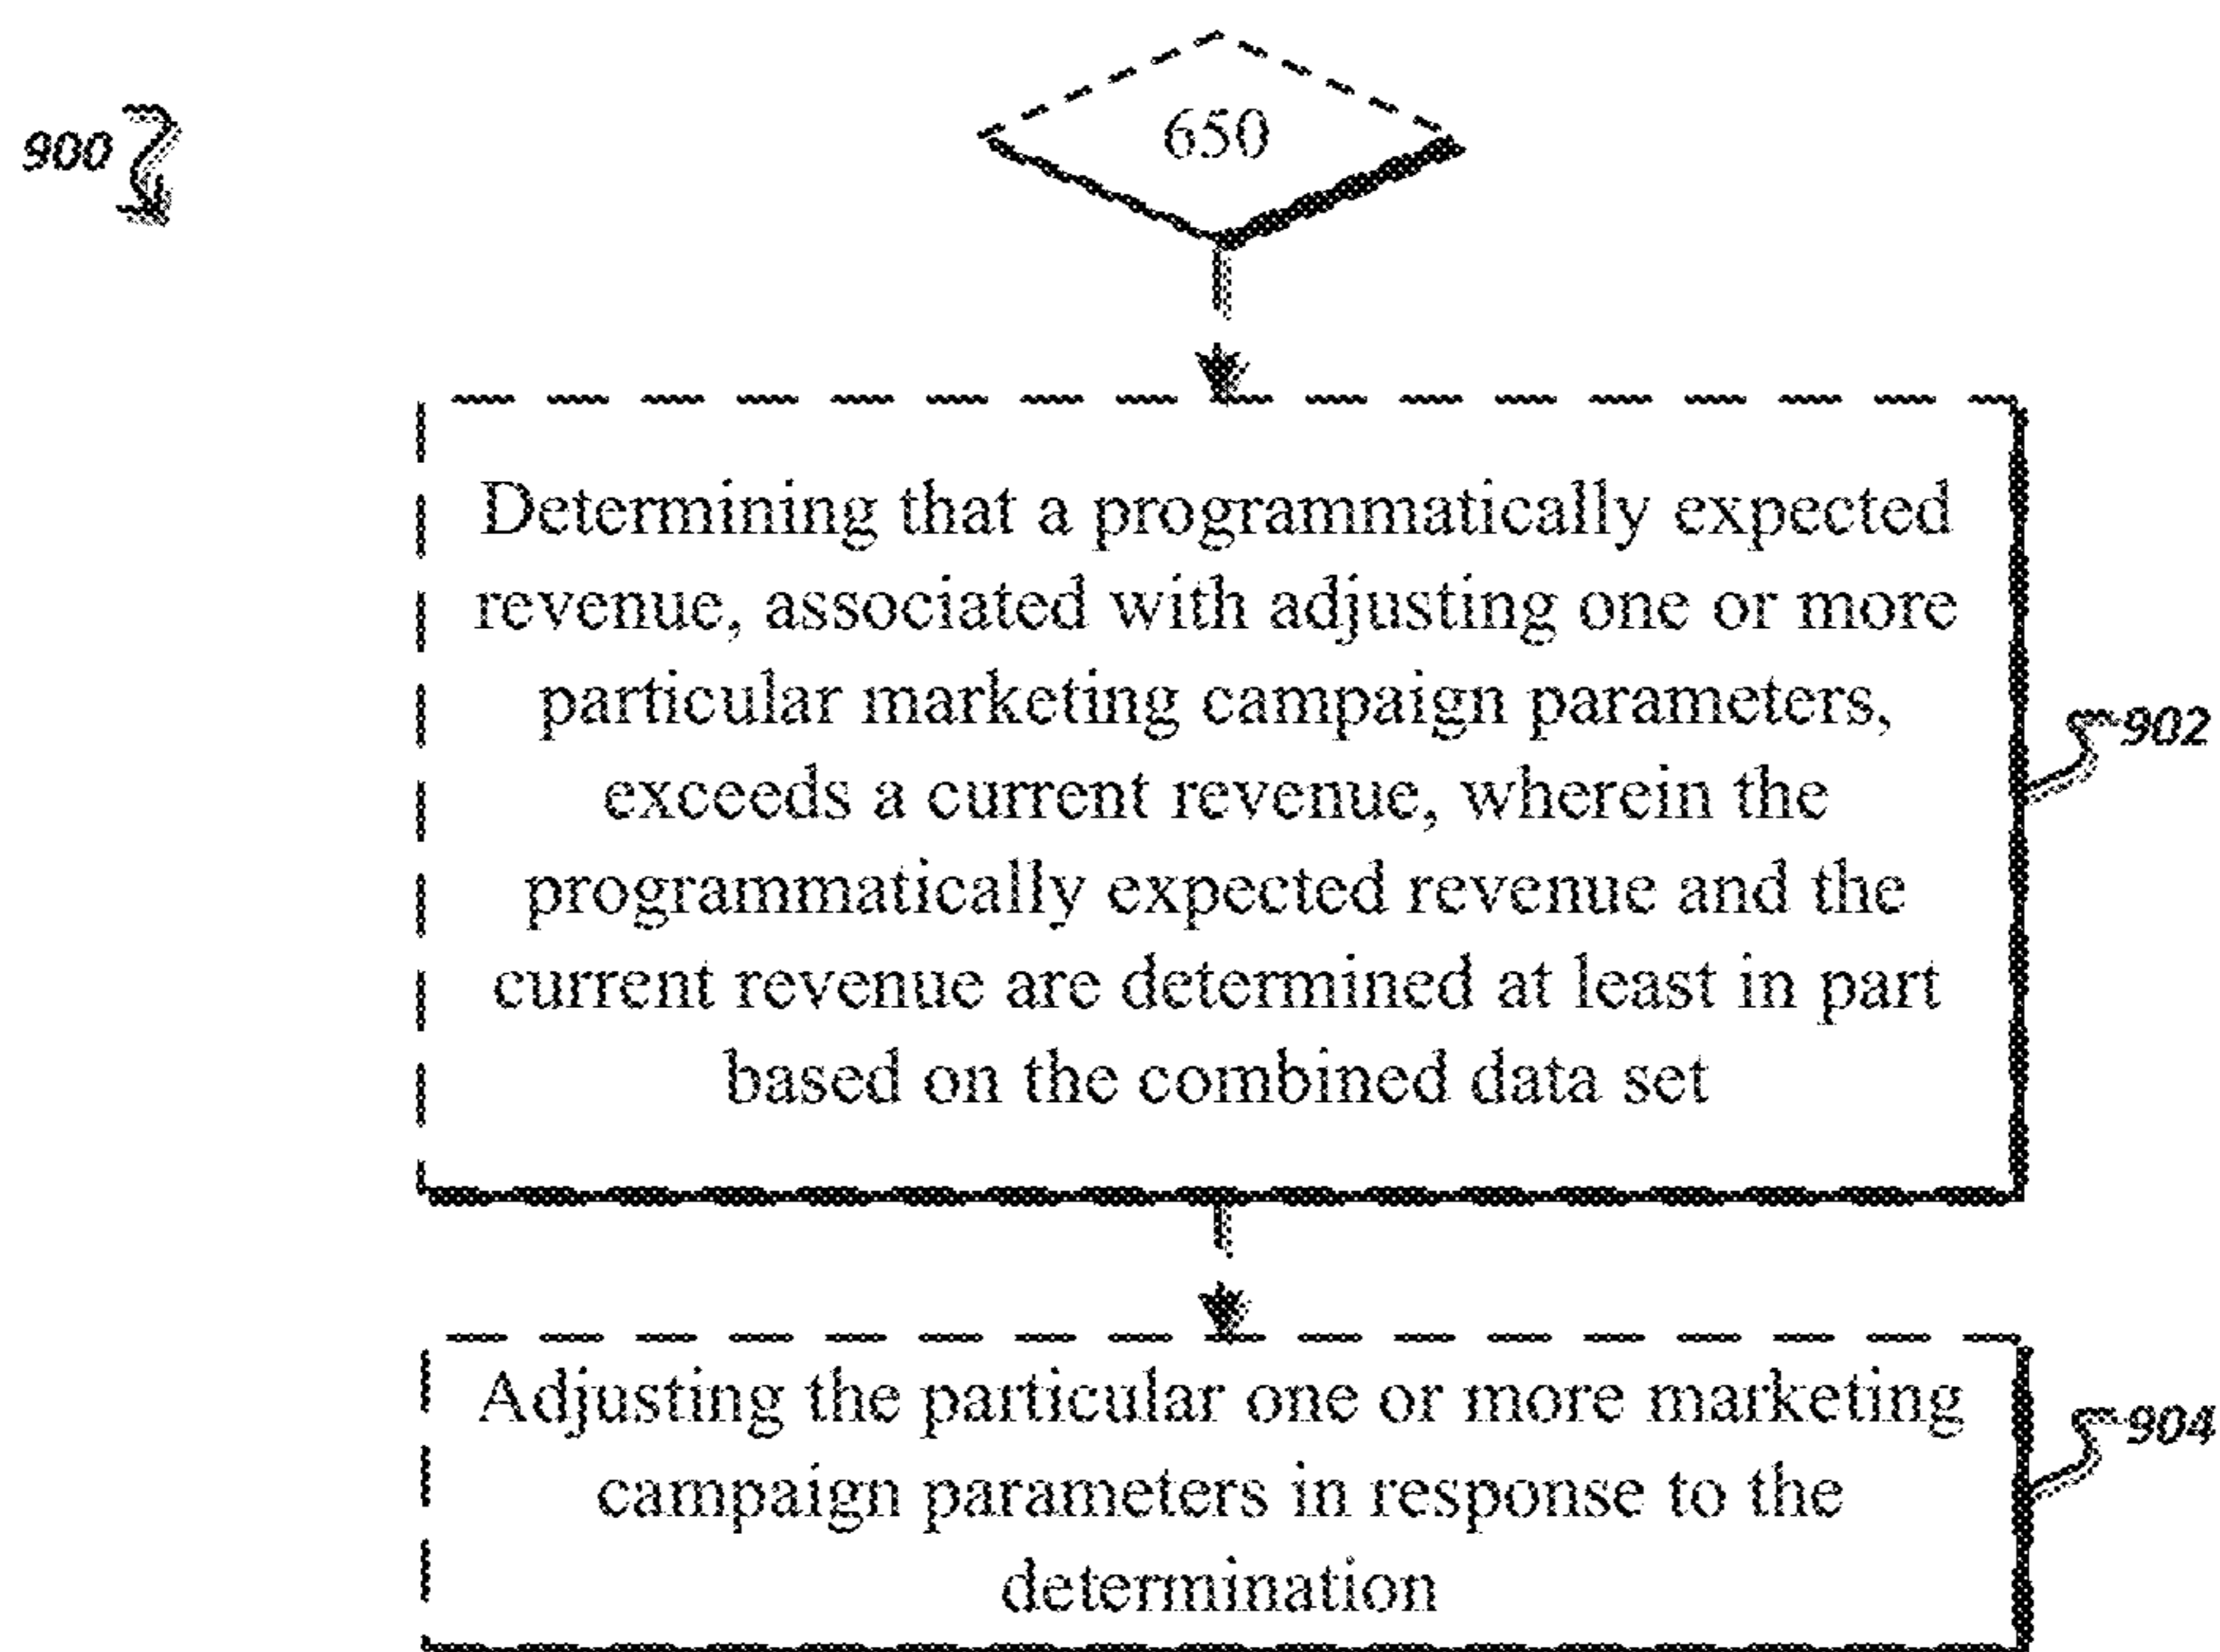 900
650
Determining that a programmatically expected
revenue, associated with adjusting one or more
particular marketing campaign parameters,
exceeds a current revenue, wherein the
programmatically expected revenue and the
current revenue are determined at least in part
based on the combined data set
902
Adjusting the particular one or more marketing
campaign parameters in response to the
determination
904